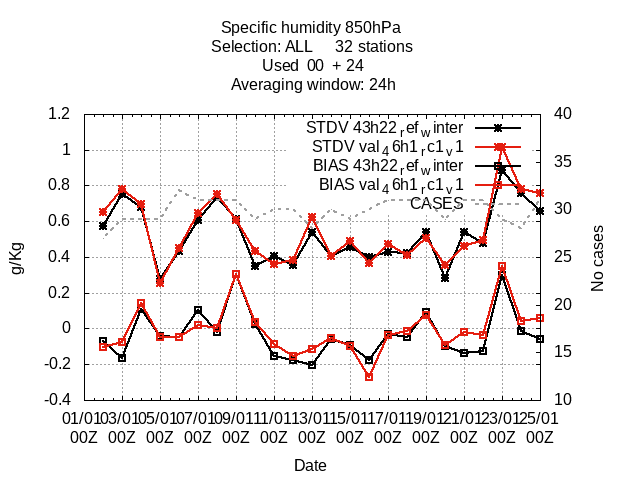 Specific humidity 850hPa
Selection: ALL 32 stations
Used 00 + 24
Averaging window: 24h
1.2
1
0.8
0.6
0.4
0.2
0
-0.2
-0.4
g/Kg
STDV 43h22refwinter
STDV val46h1rc1v1
BIAS 43h22refwinter
BIAS val46h1rc1v1
CASES
40
35
30
25
20
15
10
No cases
01/01 03/01 05/01 07/01 09/01 11/01 13/01 15/01 17/01 19/01 21/01 23/01 25/01
00Z 00Z 00Z 00Z 00Z 00Z 00Z 00Z 00Z 00Z 00Z 00Z 00Z
Date